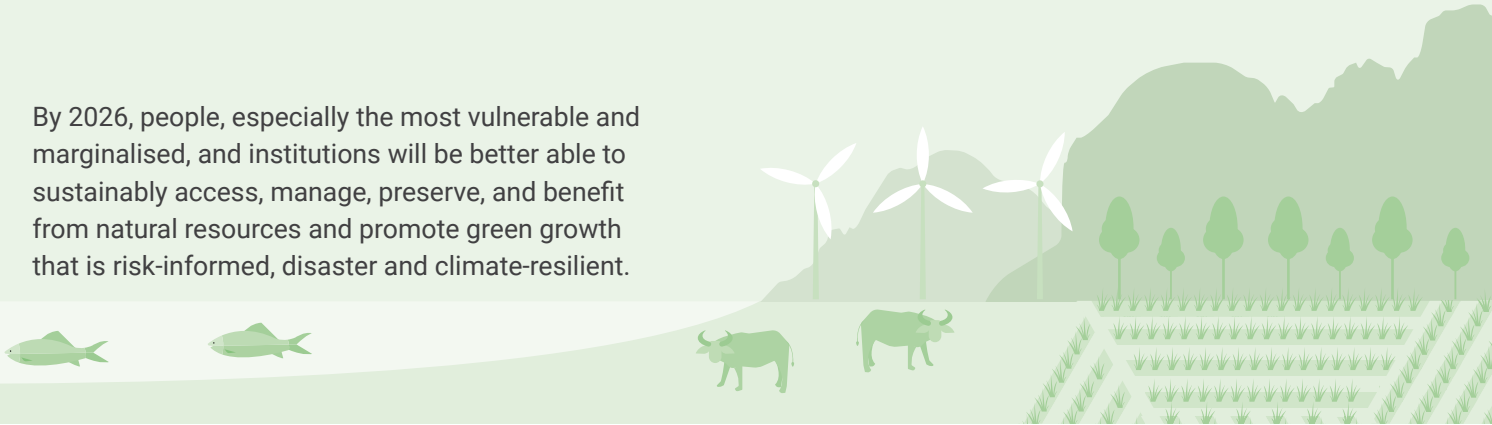 By 2026, people, especially the most vulnerable and
marginalised, and institutions will be better able to
sustainably access, manage, preserve, and benefit
from natural resources and promote green growth
that is risk-informed, disaster and climate-resilient.